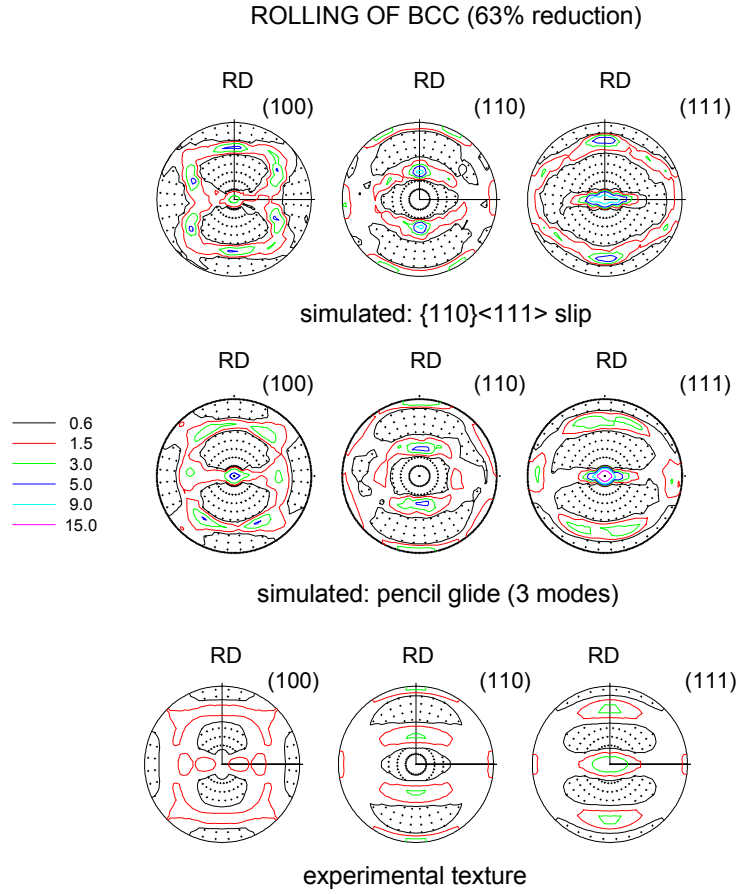 ROLLING OF BCC (63% reduction)
RD RD RD
(100) (110) (111)
simulated: {110}<111> slip
RD RD RD
(100) (110) (111)
0.6
1.5
3.0
5.0
9.0
15.0
simulated: pencil glide (3 modes)
RD RD RD
(100) (110) (111)
experimental texture